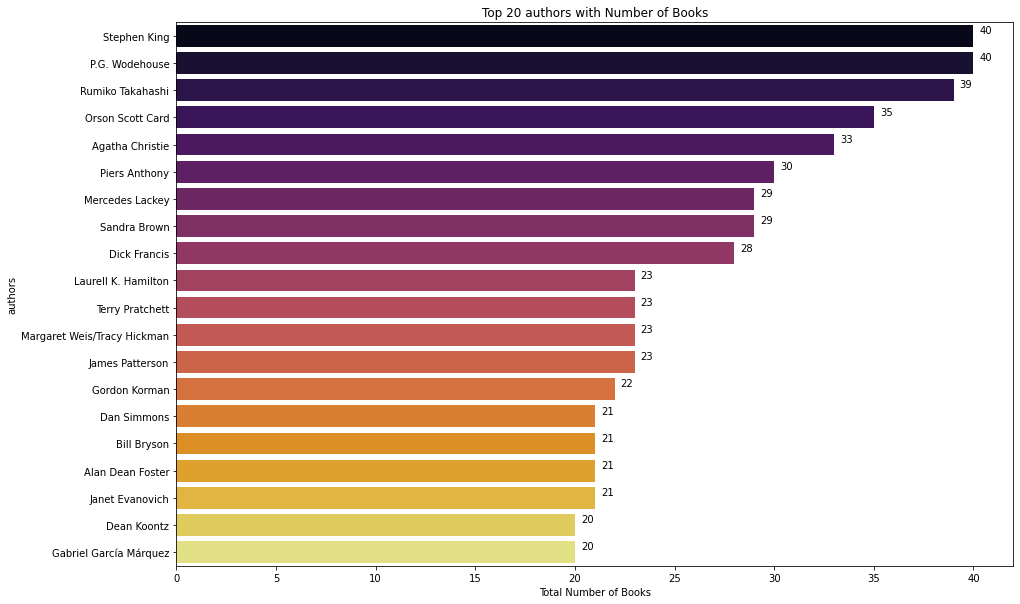 Top 20 authors with Number of Books
authors
Stephen King 40
P.G. Wodehouse 40
Rumiko Takahashi 39
Orson Scott Card 35
Agatha Christie 33
Piers Anthony 30
Mercedes Lackey 29
Sandra Brown 29
Dick Francis 28
Laurell K. Hamilton 23
Terry Pratchett 23
Margaret Weis/Tracy Hickman 23
James Patterson 23
Gordon Korman 22
Dan Simmons 21
Bill Bryson 21
Alan Dean Foster 21
Janet Evanovich 21
Dean Koontz 20
Gabriel García Márquez 20
0 5 10 15 20 25 30 35 40
Total Number of Books